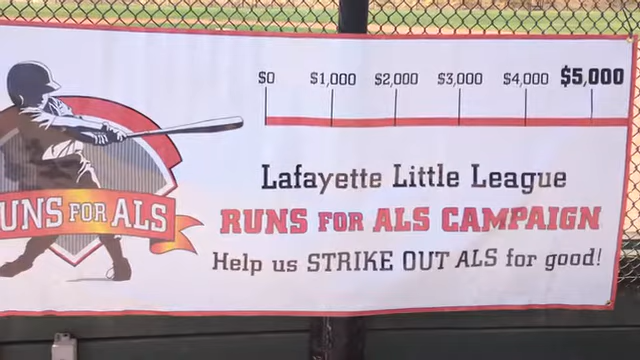 $0 $1,000 $2,000 $3,000 $4,000 $5,000
Lafayette Little League
RUNS FOR ALS CAMPAIGN
Help us STRIKE OUT ALS for good!
UNS FOR ALS